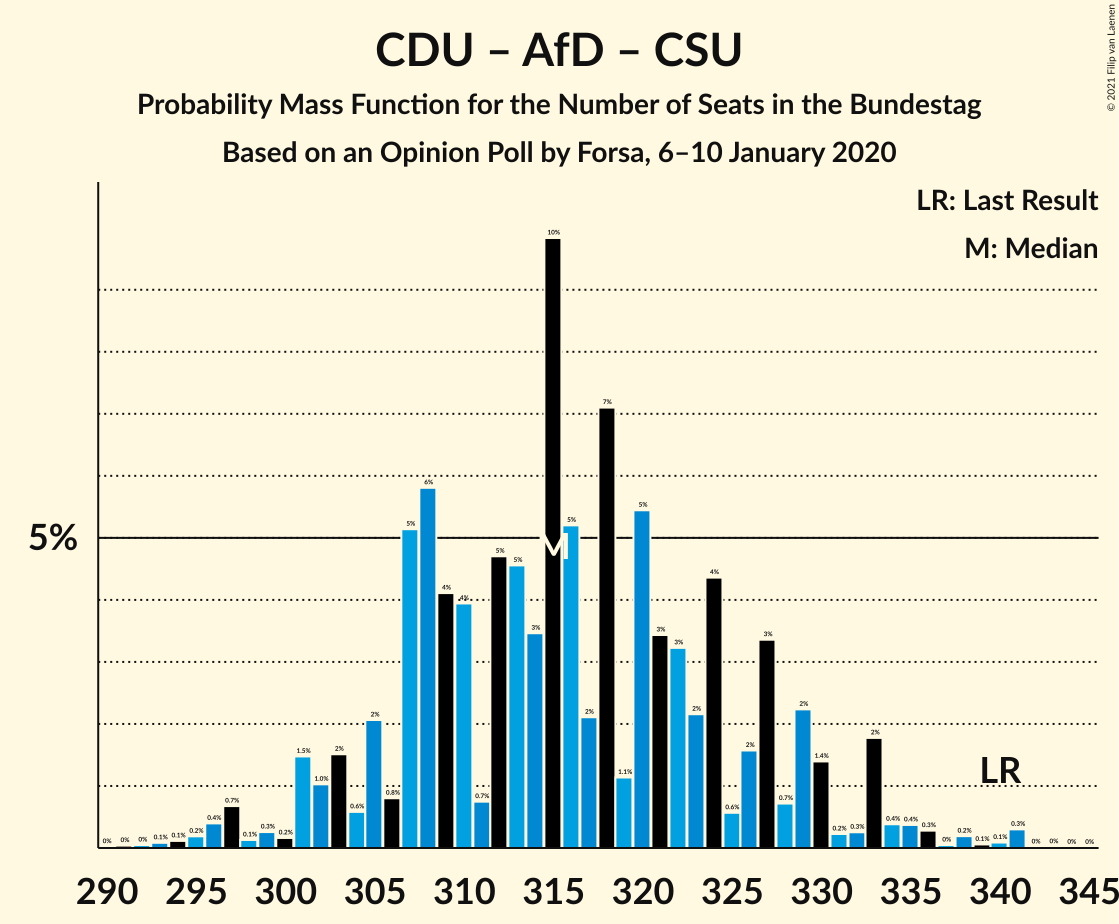 CDU – AfD – CSU
Probability Mass Function for the Number of Seats in the Bundestag
Based on an Opinion Poll by Forsa, 6–10 January 2020
© 2021 Filip van Laenen
LR: Last Result
M: Median
5%
0% 0% 0% 0.1% 0.1% 0.2% 0.4% 0.7% 0.1% 0.3% 0.2% 1.5% 1.0% 2% 0.6% 2% 0.8% 5% 6% 4% 4% 0.7% 5% 5% 3% 10% 5% 2% 7% 1.1% 5% 3% 3% 2% 4% 0.6% 2% 3% 0.7% 2% 1.4% 0.2% 0.3% 2% 0.4% 0.4% 0.3% 0% 0.2% 0.1% 0.1% 0.3% 0% 0% 0% 0%
M
LR
290 295 300 305 310 315 320 325 330 335 340 345